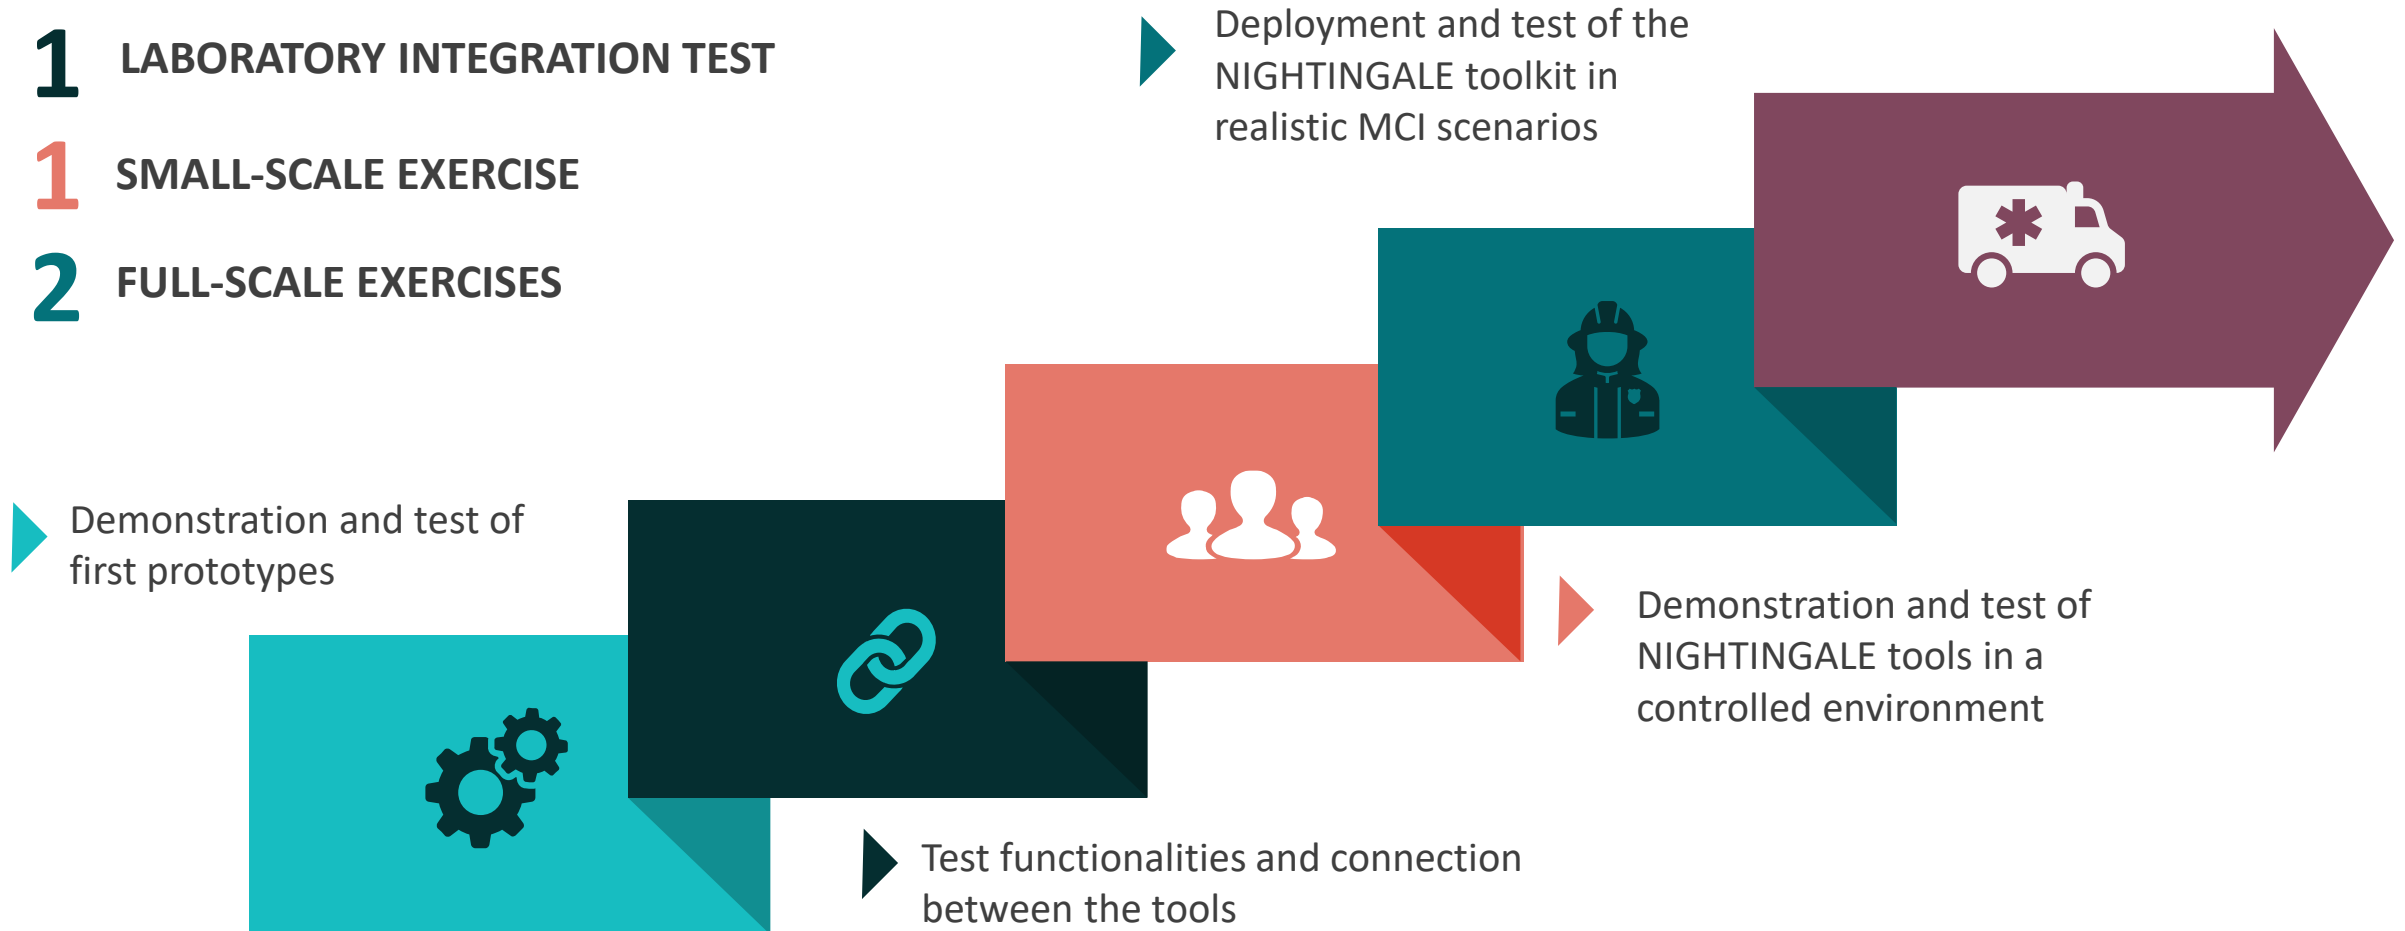 1 LABORATORY INTEGRATION TEST
1 SMALL-SCALE EXERCISE
2 FULL-SCALE EXERCISES
Deployment and test of the
NIGHTINGALE toolkit in
realistic MCI scenarios
Demonstration and test of
first prototypes
Demonstration and test of
NIGHTINGALE tools in a
controlled environment
Test functionalities and connection
between the tools